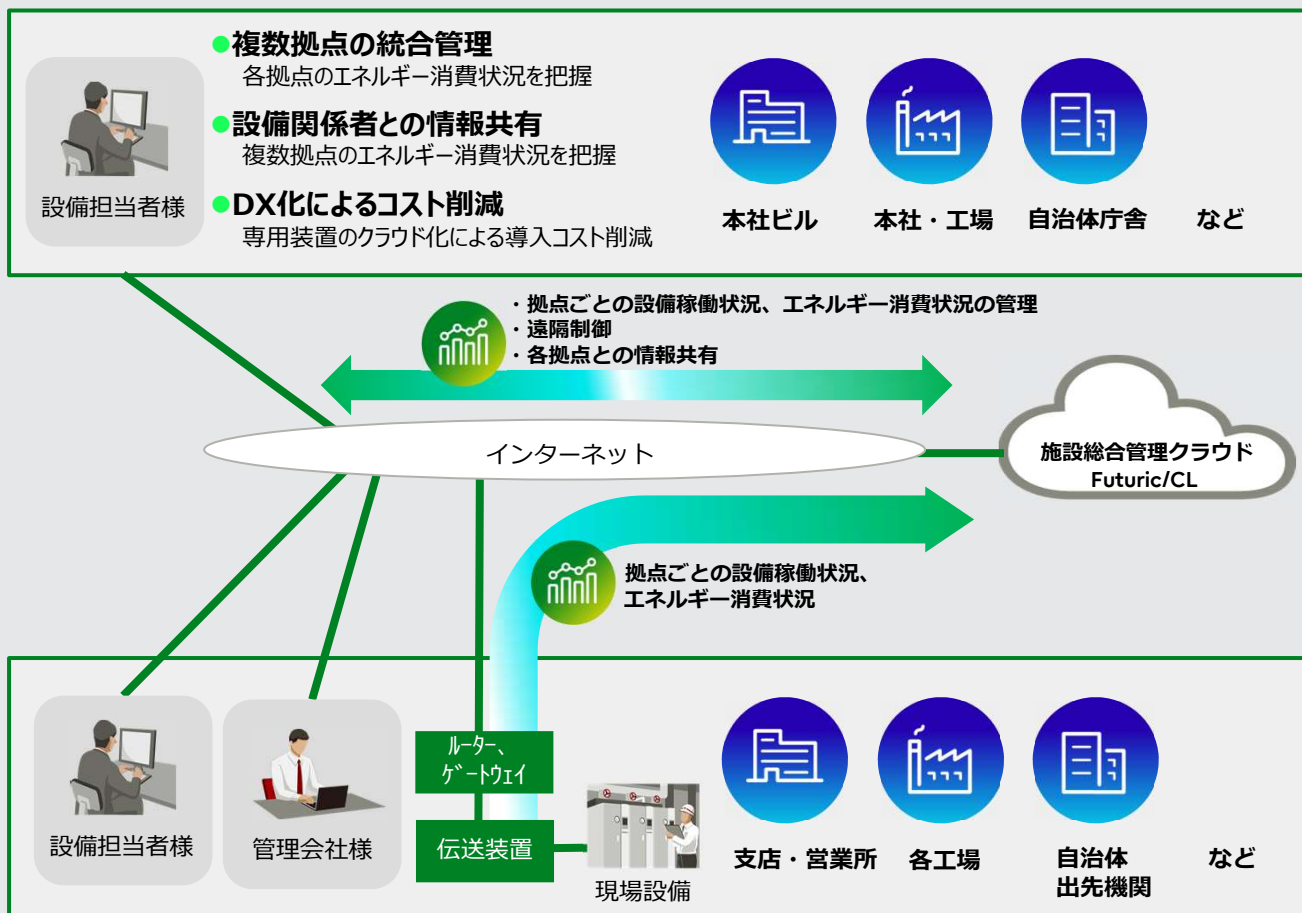 ●複数拠点の統合管理
各拠点のエネルギー消費状況を把握
●設備関係者との情報共有
複数拠点のエネルギー消費状況を把握
●DX化によるコスト削減
専用装置のクラウド化による導入コスト削減
設備担当者様
本社ビル
本社・工場
自治体庁舎
など
・拠点ごとの設備稼働状況、エネルギー消費状況の管理
・遠隔制御
・各拠点との情報共有
インターネット
施設総合管理クラウド
Futuric/CL
拠点ごとの設備稼働状況、
エネルギー消費状況
設備担当者様
管理会社様
ﾙｰﾀｰ、
ｹﾞｰﾄｳｪｲ
伝送装置
現場設備
支店・営業所
各工場
自治体
出先機関
など